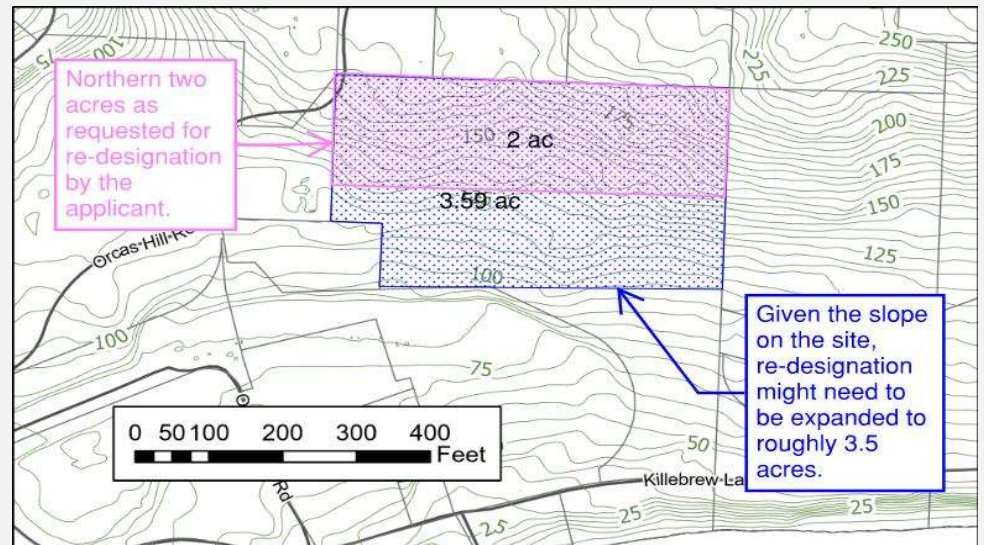 250
75
100
225
225
Northern two
acres as
requested for
re-designation
by the
applicant.
175
150
2 ac
200
175
3.59 ac
150
125
Orcas-Hill-R
100
100
Given the slope
on the site,
re-designation
might need to
be expanded to
roughly 3.5
acres.
75
0 50 100 200 300 400
Feet
50
Killebrew-La
Rd
25
25
25